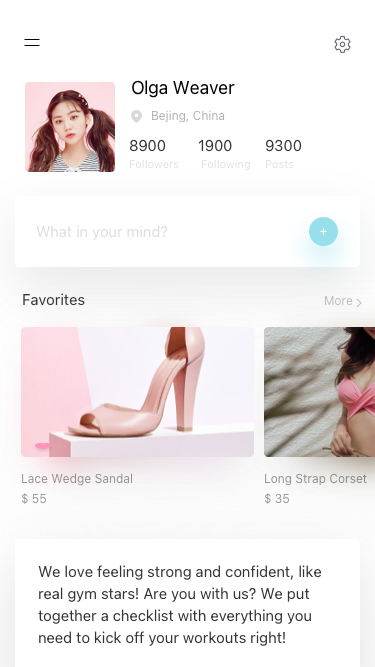 Olga Weaver
Bejing, China
8900 1900 9300
Followers Following Posts
What in your mind?
+
Favorites
More >
Lace Wedge Sandal
$ 55
Long Strap Corset
$ 35
We love feeling strong and confident, like
real gym stars! Are you with us? We put
together a checklist with everything you
need to kick off your workouts right!